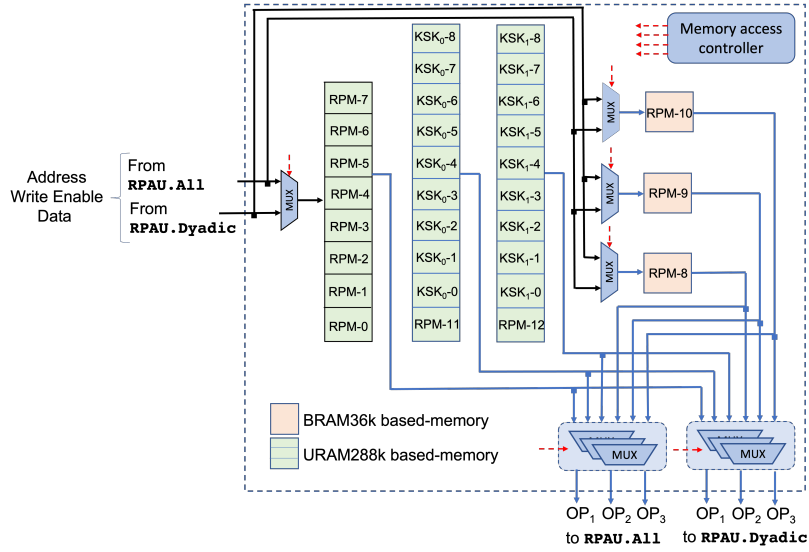 Memory access
controller
Address
Write Enable
Data
From
RPAU.All
From
RPAU.Dyadic
MUX
RPM-7
RPM-6
RPM-5
RPM-4
RPM-3
RPM-2
RPM-1
RPM-0
KSK₀-8
KSK₀-7
KSK₀-6
KSK₀-5
KSK₀-4
KSK₀-3
KSK₀-2
KSK₀-1
KSK₀-0
RPM-11
KSK₁-8
KSK₁-7
KSK₁-6
KSK₁-5
KSK₁-4
KSK₁-3
KSK₁-2
KSK₁-1
KSK₁-0
RPM-12
MUX
RPM-10
MUX
RPM-9
MUX
RPM-8
BRAM36k based-memory
URAM288k based-memory
MUX
MUX
OP₁ OP₂ OP₃
to RPAU.All
OP₁ OP₂ OP₃
to RPAU.Dyadic